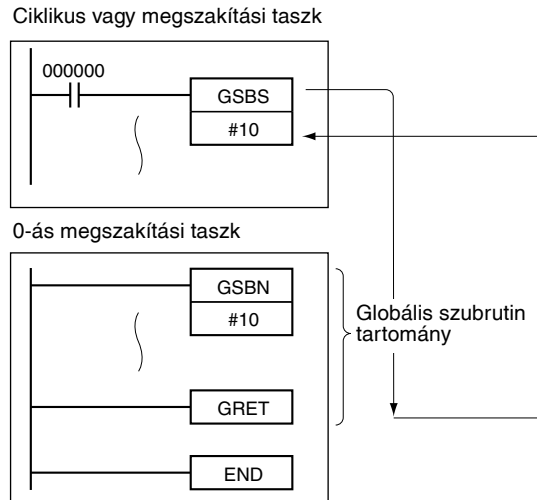 Ciklikus vagy megszakítási taszk
000000
GSBS
#10
0-ás megszakítási taszk
GSBN
#10
Globális szubrutin
tartomány
GRET
END